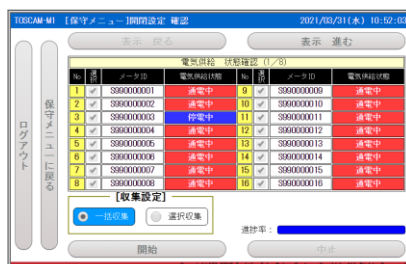 TOSCAM-M1 [保守メニュー]開閉設定 確認 2021/03/31(水) 10:52:03
表示 戻る 表示 進む
電気供給 状態確認 (1/8)
No 選択 メータID 電気供給状態 No 選択 メータID 電気供給状態
1 S990000001 通電中 9 S990000009 通電中
2 S990000002 通電中 10 S990000010 通電中
3 S990000003 停電中 11 S990000011 通電中
4 S990000004 通電中 12 S990000012 通電中
5 S990000005 通電中 13 S990000013 通電中
6 S990000006 通電中 14 S990000014 通電中
7 S990000007 通電中 15 S990000015 通電中
8 S990000008 通電中 16 S990000016 通電中
ログアウト
保守メニューに戻る
[収集設定]
一括収集 選択収集
進捗率:
開始 中止